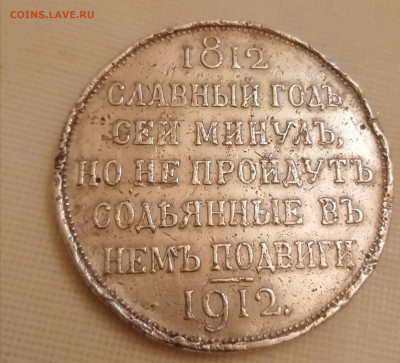 COINS.LAVE.RU
1812
СЛАВНЫЙ ГОДЪ
СЕЙ МИНУЛЪ,
НО НЕ ПРОЙДУТЪ
СОДѢЯННЫЕ ВЪ
НЕМЪ ПОДВИГИ
1912.